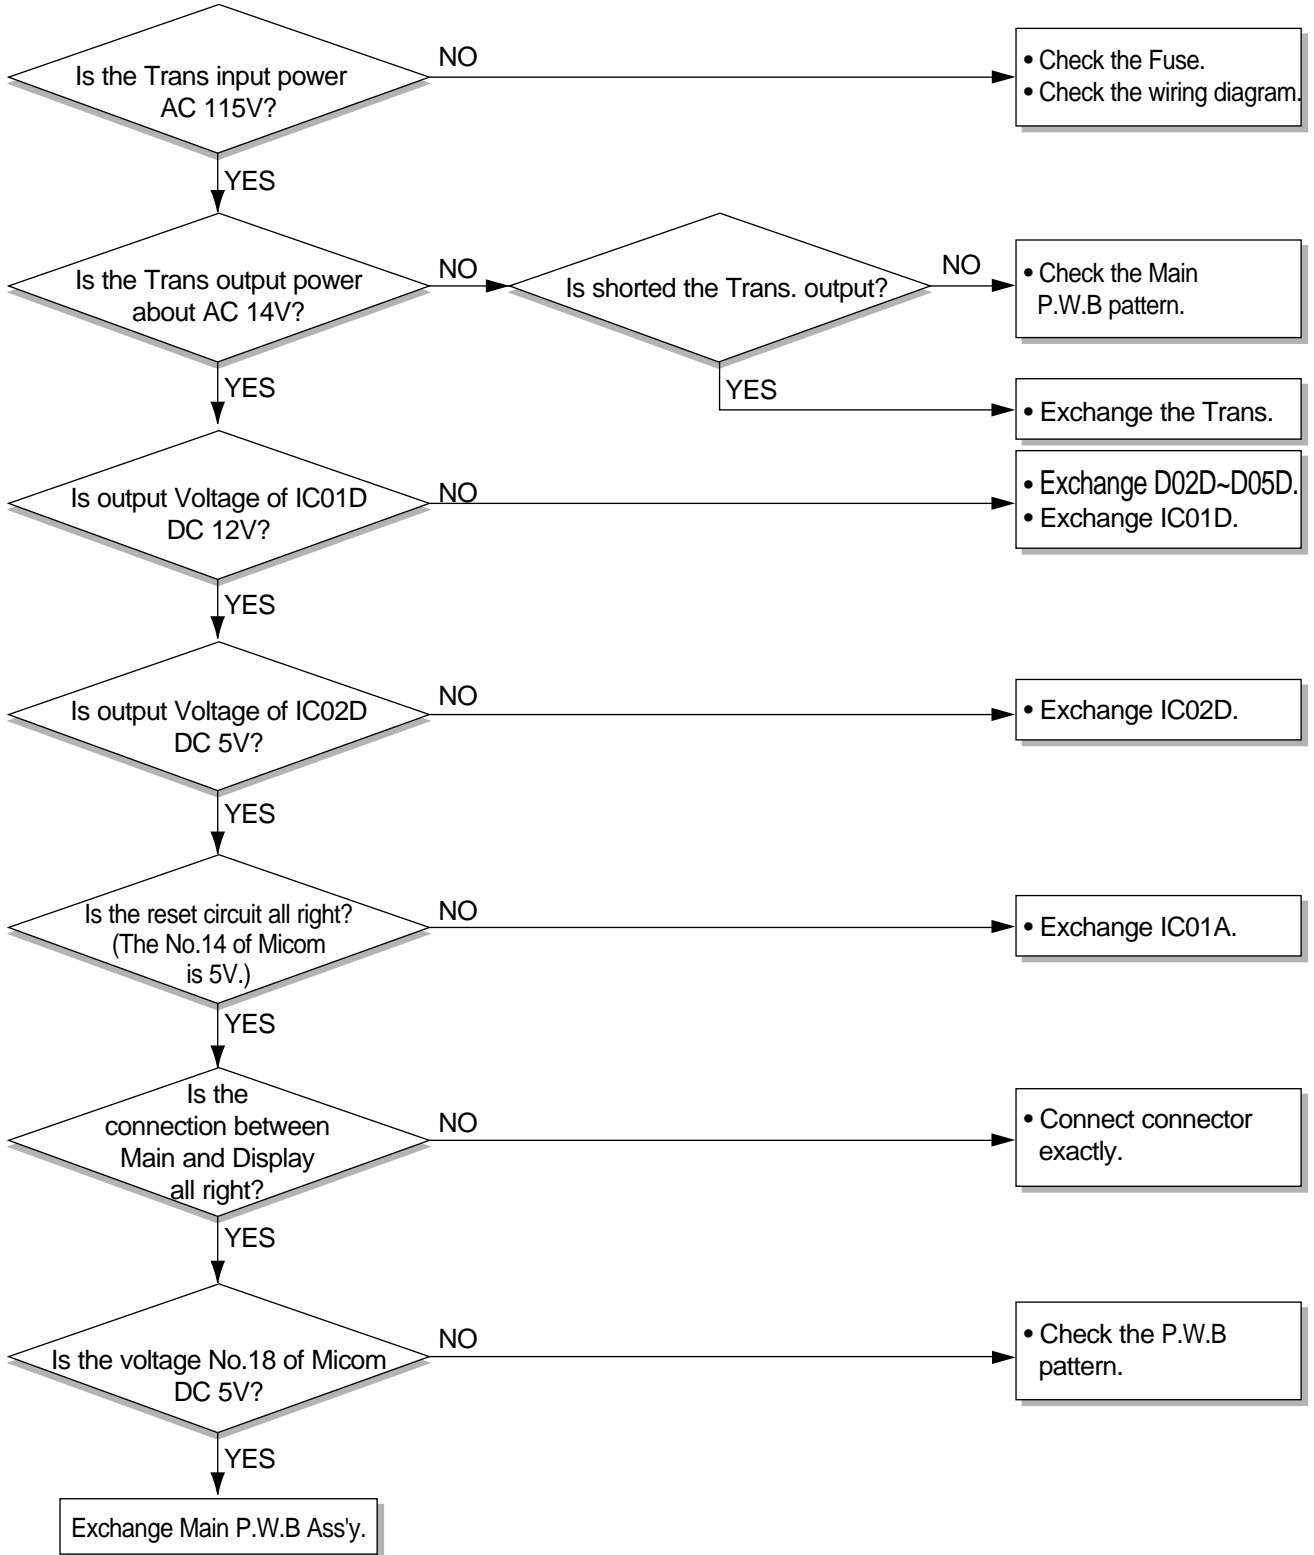 Is the Trans input power
AC 115V?
NO
• Check the Fuse.
• Check the wiring diagram.
YES
Is the Trans output power
about AC 14V?
NO
Is shorted the Trans. output?
NO
• Check the Main
P.W.B pattern.
YES
YES
• Exchange the Trans.
Is output Voltage of IC01D
DC 12V?
NO
• Exchange D02D~D05D.
• Exchange IC01D.
YES
Is output Voltage of IC02D
DC 5V?
NO
• Exchange IC02D.
YES
Is the reset circuit all right?
(The No.14 of Micom
is 5V.)
NO
• Exchange IC01A.
YES
Is the
connection between
Main and Display
all right?
NO
• Connect connector
exactly.
YES
Is the voltage No.18 of Micom
DC 5V?
NO
• Check the P.W.B
pattern.
YES
Exchange Main P.W.B Ass'y.